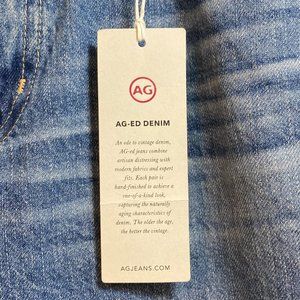 AG
AG-ED DENIM
An ode to vintage denim,
AG-ed jeans combine
artisan distressing with
modern fabrics and expert
fits. Each pair is
hard-finished to achieve a
one-of-a-kind look,
capturing the naturally
aging characteristics of
denim. The older the age,
the better the vintage.
AGJEANS.COM